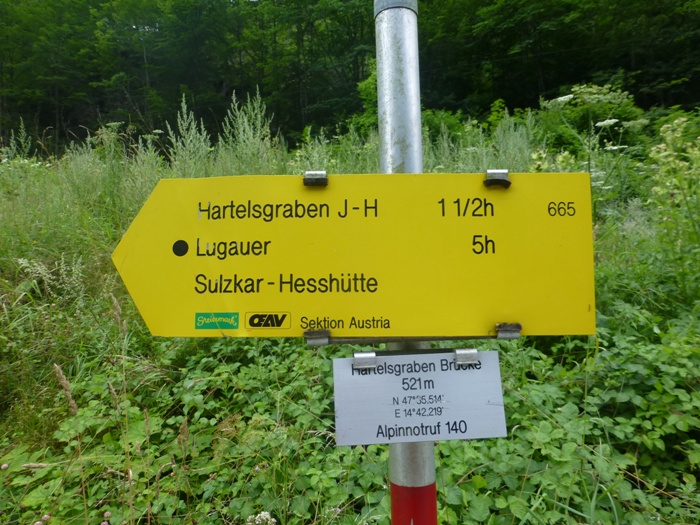 Hartelsgraben J-H 1 1/2h 665
Lugauer 5h
Sulzkar-Hesshütte
Steiermark OEAV Sektion Austria
Hartelsgraben Brücke
521m
N 47°35,514'
E 14°42,219'
Alpinnotruf 140